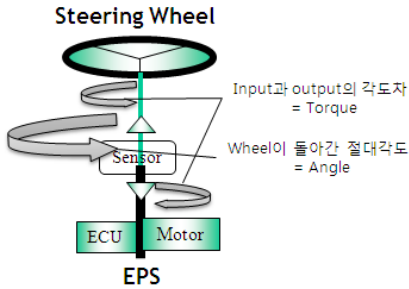 Steering Wheel
Input과 output의 각도차
= Torque
Wheel이 돌아간 절대각도
= Angle
Sensor
ECU
Motor
EPS